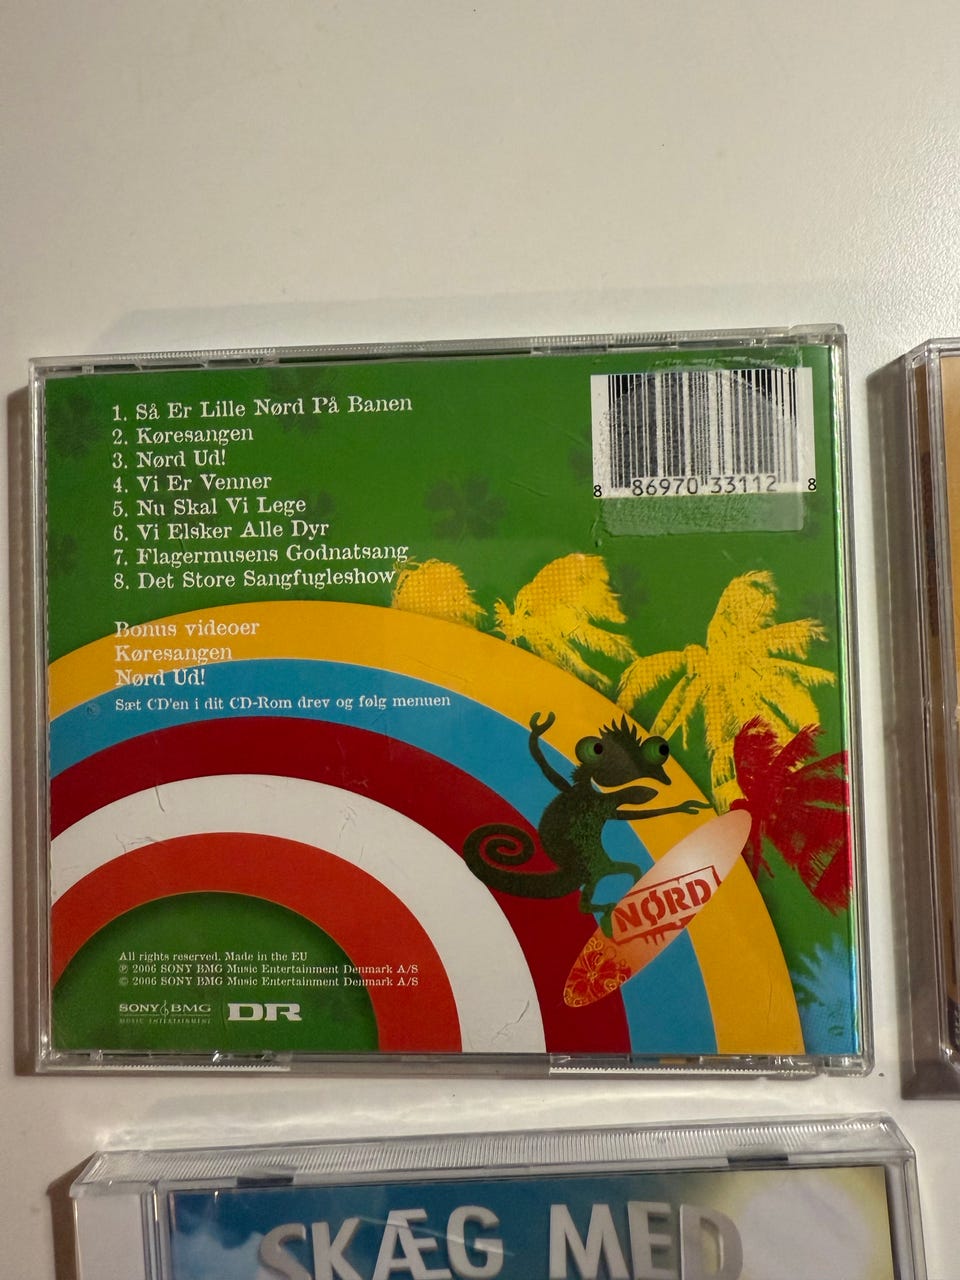 1. Så Er Lille Nørd På Banen
2. Køresangen
3. Nørd Ud!
4. Vi Er Venner
5. Nu Skal Vi Lege
6. Vi Elsker Alle Dyr
7. Flagermusens Godnatsang
8. Det Store Sangfugleshow
8 86970 33112 8
Bonus videoer
Køresangen
Nørd Ud!
Sæt CD'en i dit CD-Rom drev og følg menuen
NØRD
All rights reserved. Made in the EU
℗ 2006 SONY BMG Music Entertainment Denmark A/S
© 2006 SONY BMG Music Entertainment Denmark A/S
SONY BMG
MUSIC ENTERTAINMENT
DR
SKÆG MED